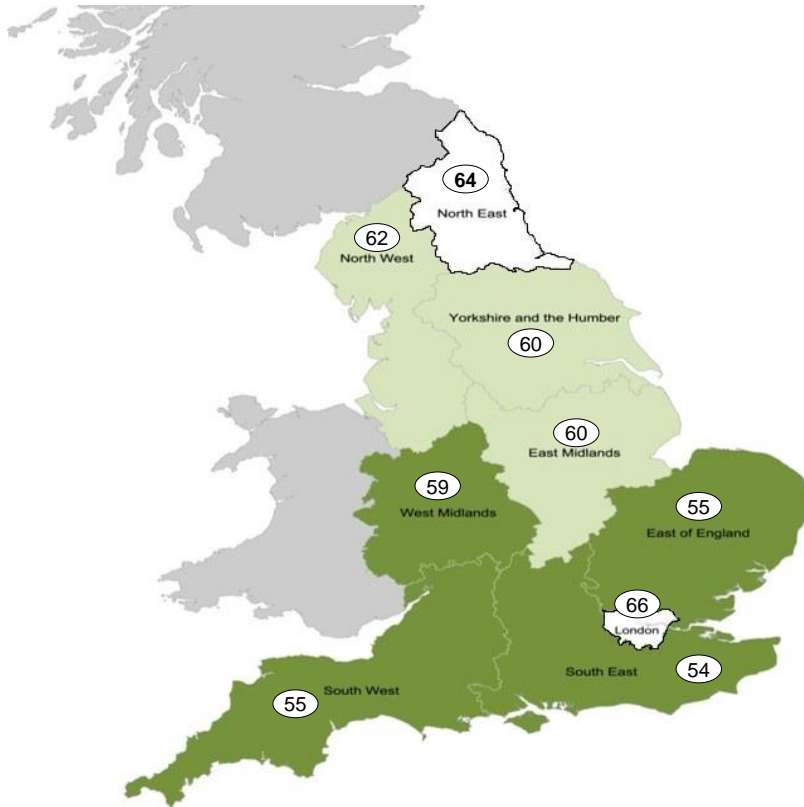 64
North East
62
North West
Yorkshire and the Humber
60
60
East Midlands
59
West Midlands
55
East of England
66
London
South East
54
South West
55